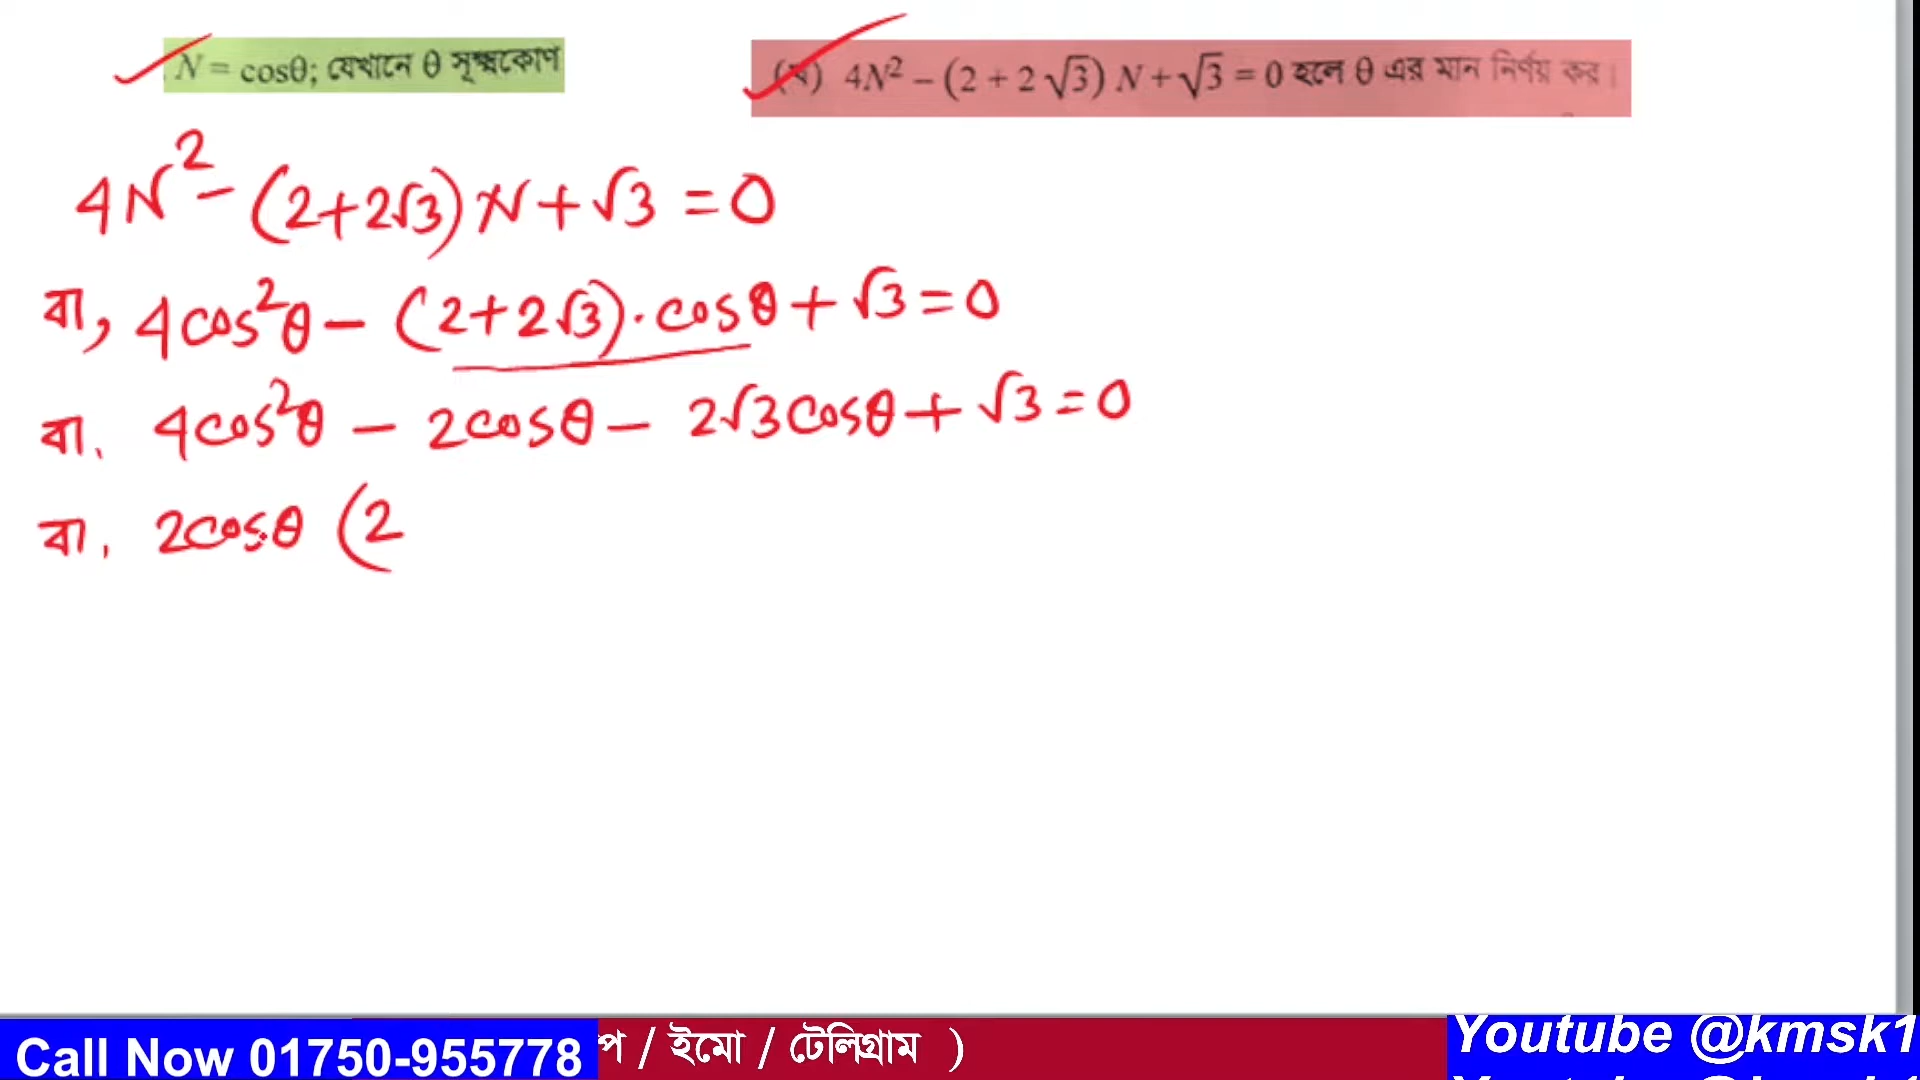 N = cosθ; যেখানে θ সূক্ষ্মকোণ
(খ) 4N² − (2 + 2√3) N + √3 = 0 হলে θ এর মান নির্ণয় কর।
4N² − (2+2√3) N + √3 = 0
বা, 4cos²θ − (2+2√3)·cosθ + √3 = 0
বা, 4cos²θ − 2cosθ − 2√3cosθ + √3 = 0
বা, 2cosθ (2
Call Now 01750-955778
প / ইমো / টেলিগ্রাম )
Youtube @kmsk1